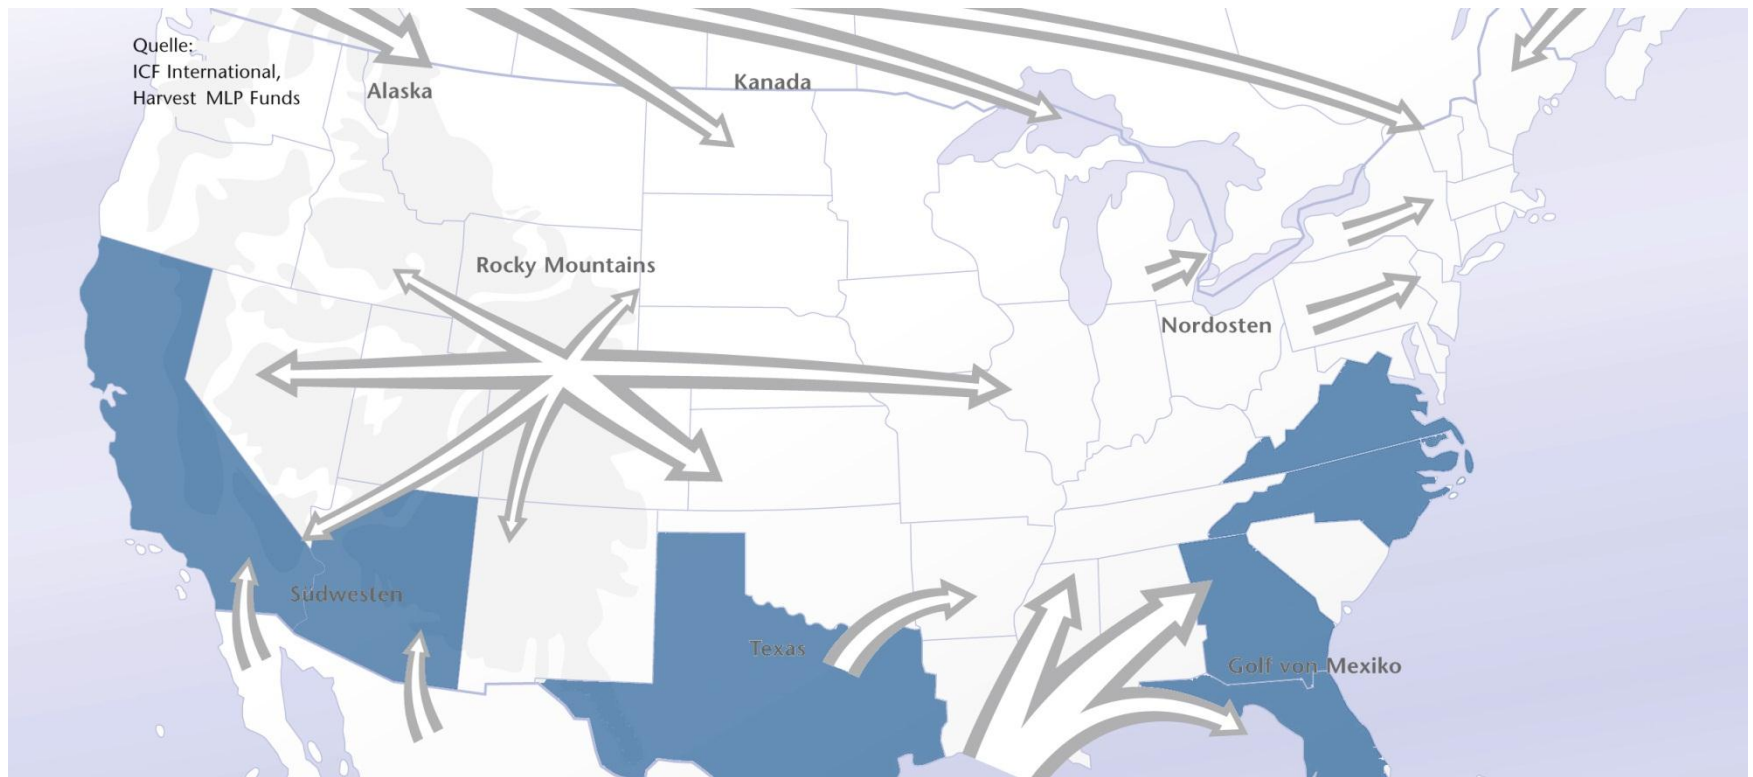 Quelle:
ICF International,
Harvest MLP Funds
Alaska
Kanada
Rocky Mountains
Nordosten
Südwesten
Texas
Golf von Mexiko